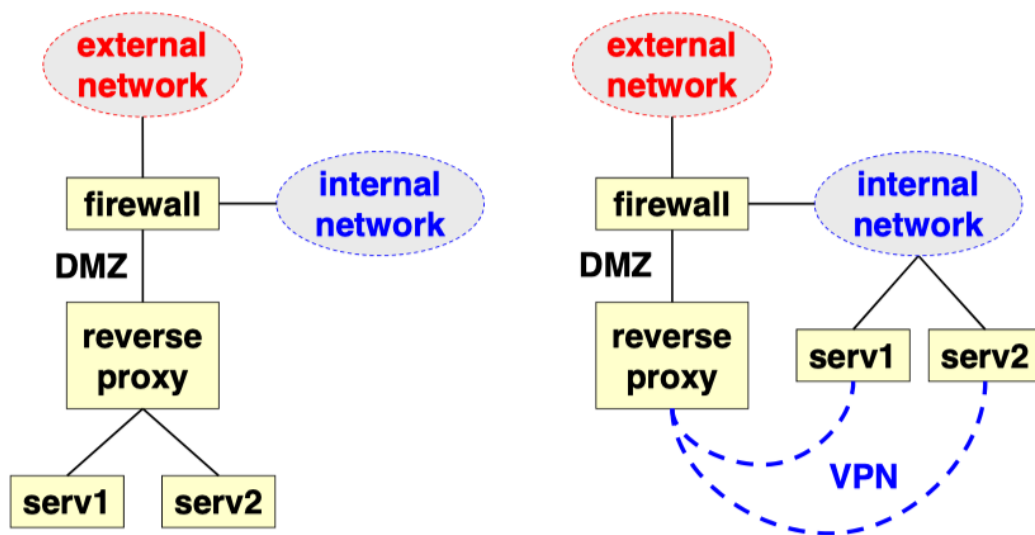 external
network
firewall
internal
network
DMZ
reverse
proxy
serv1
serv2
external
network
firewall
internal
network
DMZ
reverse
proxy
serv1
serv2
VPN